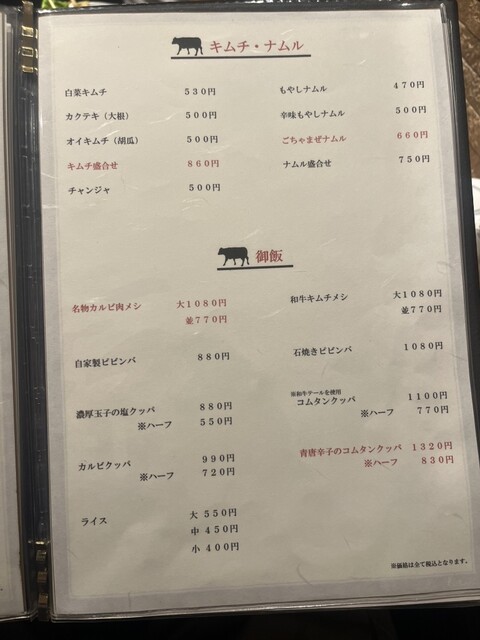 キムチ・ナムル
白菜キムチ 530円
カクテキ（大根） 500円
オイキムチ（胡瓜） 500円
キムチ盛合せ 860円
チャンジャ 500円
もやしナムル 470円
辛味もやしナムル 500円
ごちゃまぜナムル 660円
ナムル盛合せ 750円
御飯
名物カルビ肉メシ 大1080円
並770円
自家製ビビンバ 880円
濃厚玉子の塩クッパ 880円
※ハーフ 550円
カルビクッパ 990円
※ハーフ 720円
ライス 大 550円
中 450円
小 400円
和牛キムチメシ 大1080円
並770円
石焼きビビンバ 1080円
※和牛テールを使用
コムタンクッパ 1100円
※ハーフ 770円
青唐辛子のコムタンクッパ 1320円
※ハーフ 830円
※価格は全て税込となります。